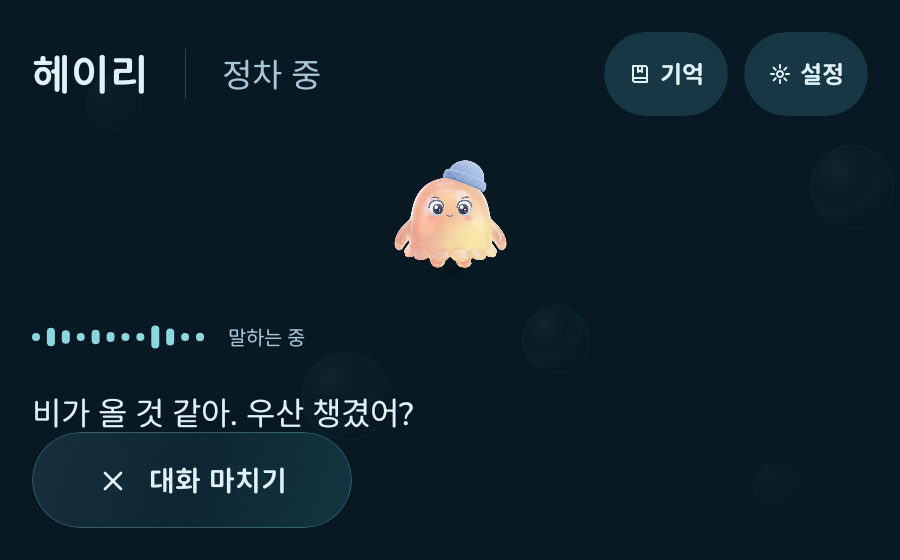 헤이리
정차 중
기억
설정
말하는 중
비가 올 것 같아. 우산 챙겼어?
대화 마치기